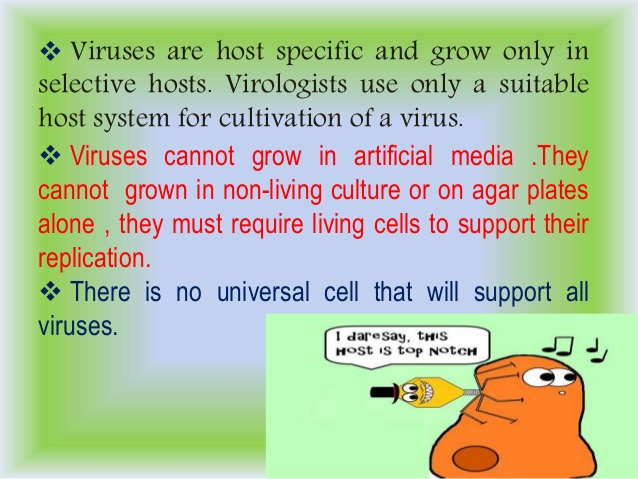 ❖ Viruses are host specific and grow only in
selective hosts. Virologists use only a suitable
host system for cultivation of a virus.
❖ Viruses cannot grow in artificial media .They
cannot grown in non-living culture or on agar plates
alone , they must require living cells to support their
replication.
❖ There is no universal cell that will support all
viruses.
I DARESAY, THIS
HOST IS TOP NOTCH